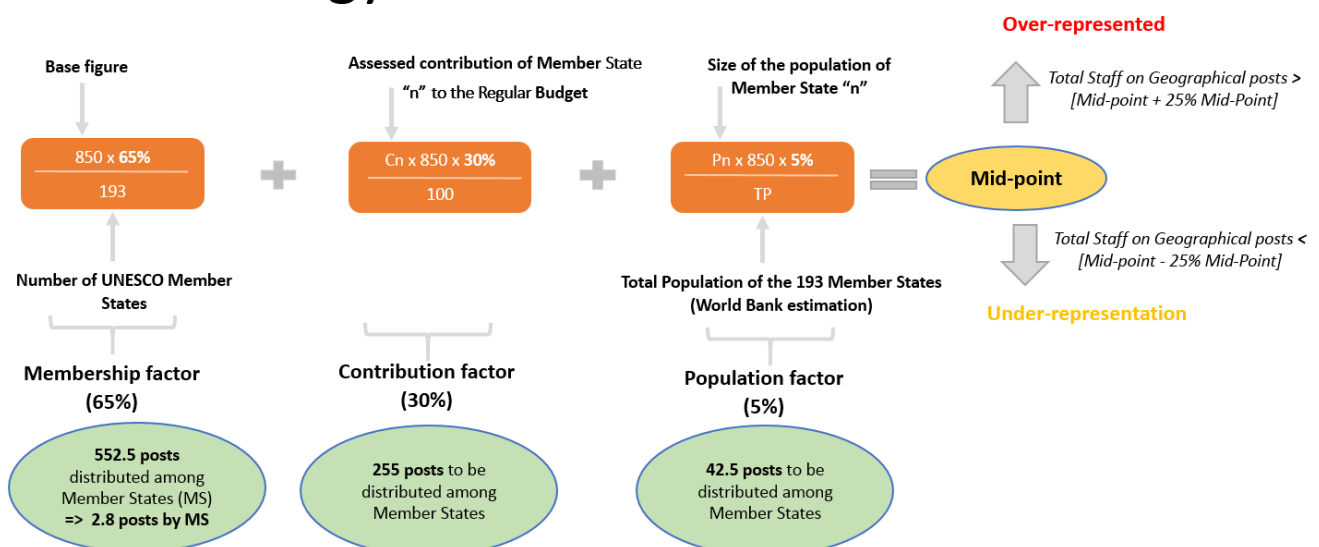 Over-represented
Base figure
Assessed contribution of Member State
“n” to the Regular Budget
Size of the population of
Member State “n”
Total Staff on Geographical posts >
[Mid-point + 25% Mid-Point]
850 x 65%
193
Cn x 850 x 30%
100
Pn x 850 x 5%
TP
Mid-point
Total Staff on Geographical posts <
[Mid-point - 25% Mid-Point]
Number of UNESCO Member
States
Total Population of the 193 Member States
(World Bank estimation)
Under-representation
Membership factor
(65%)
Contribution factor
(30%)
Population factor
(5%)
552.5 posts
distributed among
Member States (MS)
=> 2.8 posts by MS
255 posts to be
distributed among
Member States
42.5 posts to be
distributed among
Member States